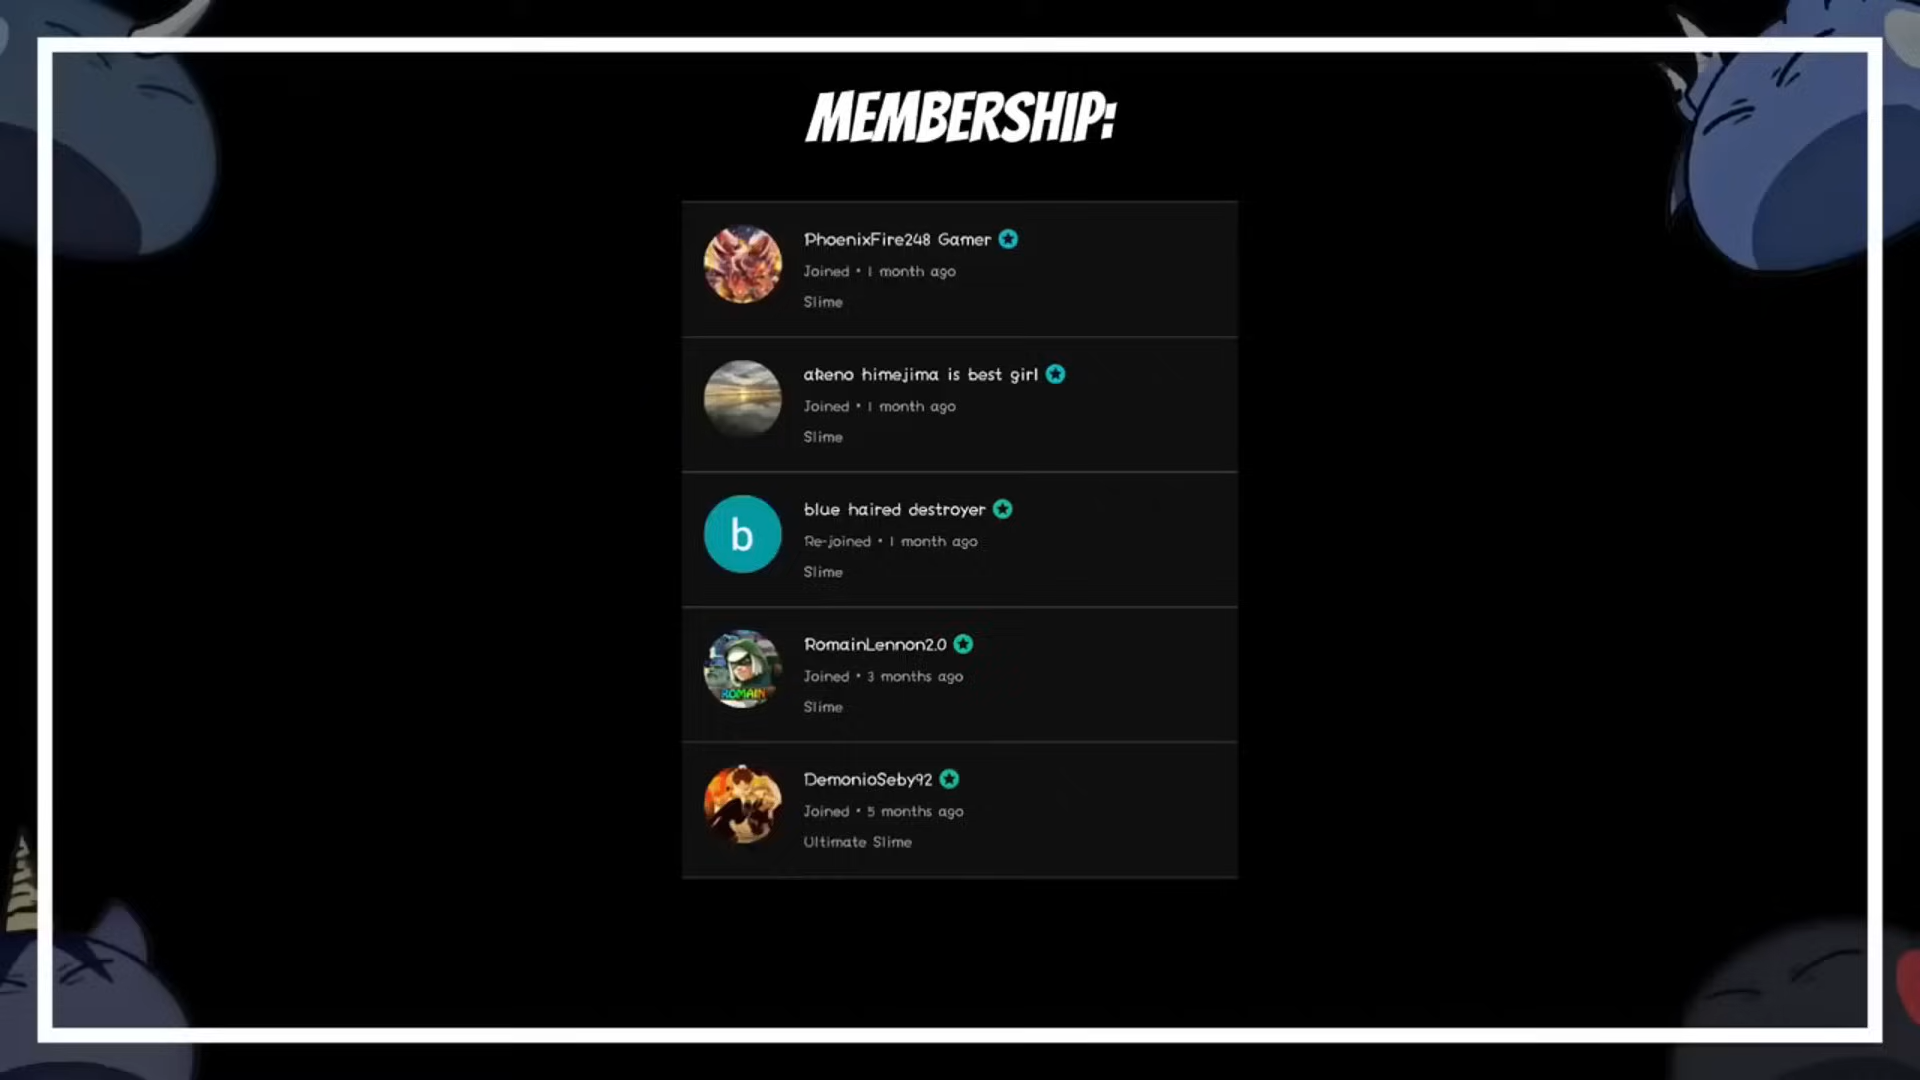 MEMBERSHIP:
PhoenixFire248 Gamer
Joined • 1 month ago
Slime
akeno himejima is best girl
Joined • 1 month ago
Slime
b
blue haired destroyer
Re-joined • 1 month ago
Slime
RomainLennon2.0
Joined • 3 months ago
Slime
ROMAIN
DemonioSeby92
Joined • 5 months ago
Ultimate Slime